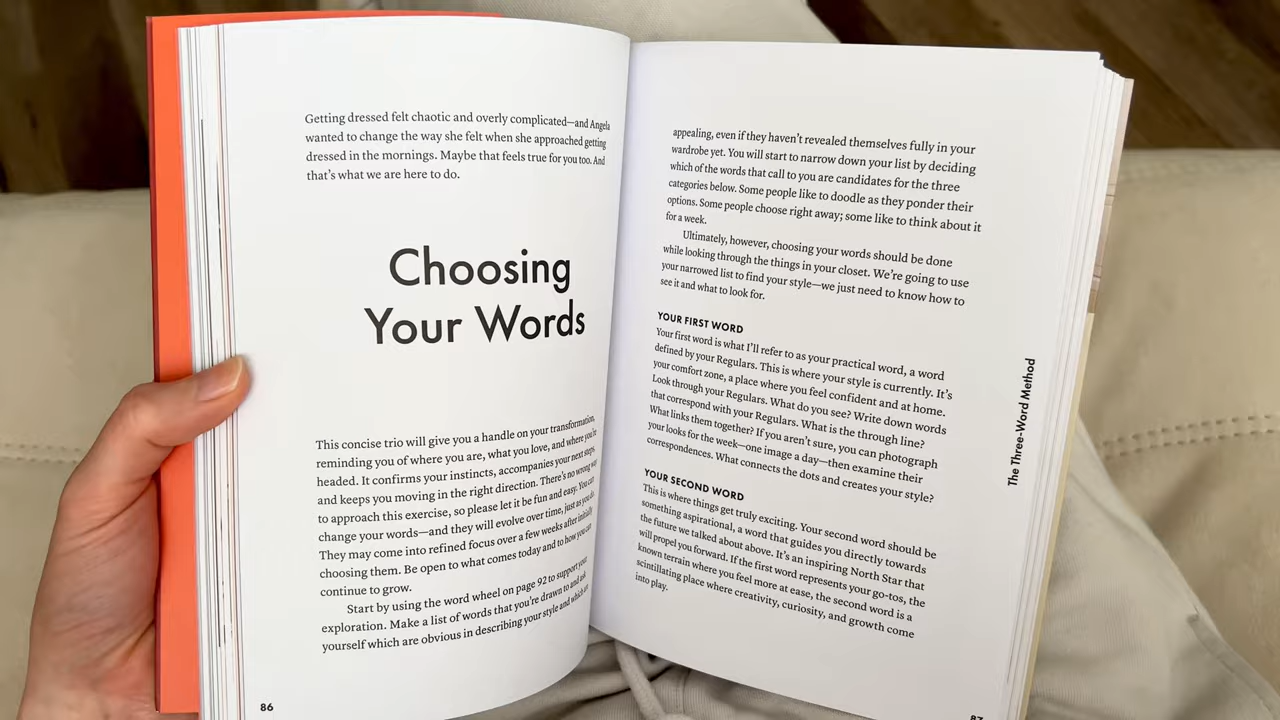 Getting dressed felt chaotic and overly complicated—and Angela
wanted to change the way she felt when she approached getting
dressed in the mornings. Maybe that feels true for you too. And
that's what we are here to do.
Choosing
Your Words
This concise trio will give you a handle on your transformation,
reminding you of where you are, what you love, and where you're
headed. It confirms your instincts, accompanies your next steps,
and keeps you moving in the right direction. There's no wrong way
to approach this exercise, so please let it be fun and easy. You can
change your words—and they will evolve over time, just as you do.
They may come into refined focus over a few weeks after initially
choosing them. Be open to what comes today and to how you can
continue to grow.
Start by using the word wheel on page 92 to support your
exploration. Make a list of words that you're drawn to and ask
yourself which are obvious in describing your style and which are
86
appealing, even if they haven't revealed themselves fully in your
wardrobe yet. You will start to narrow down your list by deciding
which of the words that call to you are candidates for the three
categories below. Some people like to doodle as they ponder their
options. Some people choose right away; some like to think about it
for a week.
Ultimately, however, choosing your words should be done
while looking through the things in your closet. We're going to use
your narrowed list to find your style—we just need to know how to
see it and what to look for.
YOUR FIRST WORD
Your first word is what I'll refer to as your practical word, a word
defined by your Regulars. This is where your style is currently. It's
your comfort zone, a place where you feel confident and at home.
Look through your Regulars. What do you see? Write down words
that correspond with your Regulars. What is the through line?
What links them together? If you aren't sure, you can photograph
your looks for the week—one image a day—then examine their
correspondences. What connects the dots and creates your style?
YOUR SECOND WORD
This is where things get truly exciting. Your second word should be
something aspirational, a word that guides you directly towards
the future we talked about above. It's an inspiring North Star that
will propel you forward. If the first word represents your go-tos, the
known terrain where you feel more at ease, the second word is a
scintillating place where creativity, curiosity, and growth come
into play.
The Three-Word Method
87